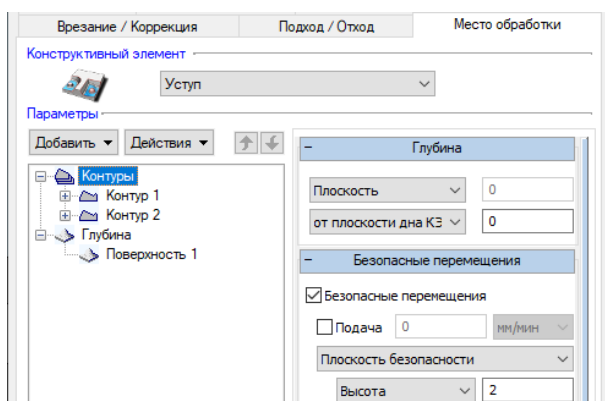 Врезание / Коррекция Подход / Отход Место обработки
Конструктивный элемент
Уступ
Параметры
Добавить Действия
Контуры
Контур 1
Контур 2
Глубина
Поверхность 1
Глубина
Плоскость 0
от плоскости дна КЭ 0
Безопасные перемещения
Безопасные перемещения
Подача 0 мм/мин
Плоскость безопасности
Высота 2